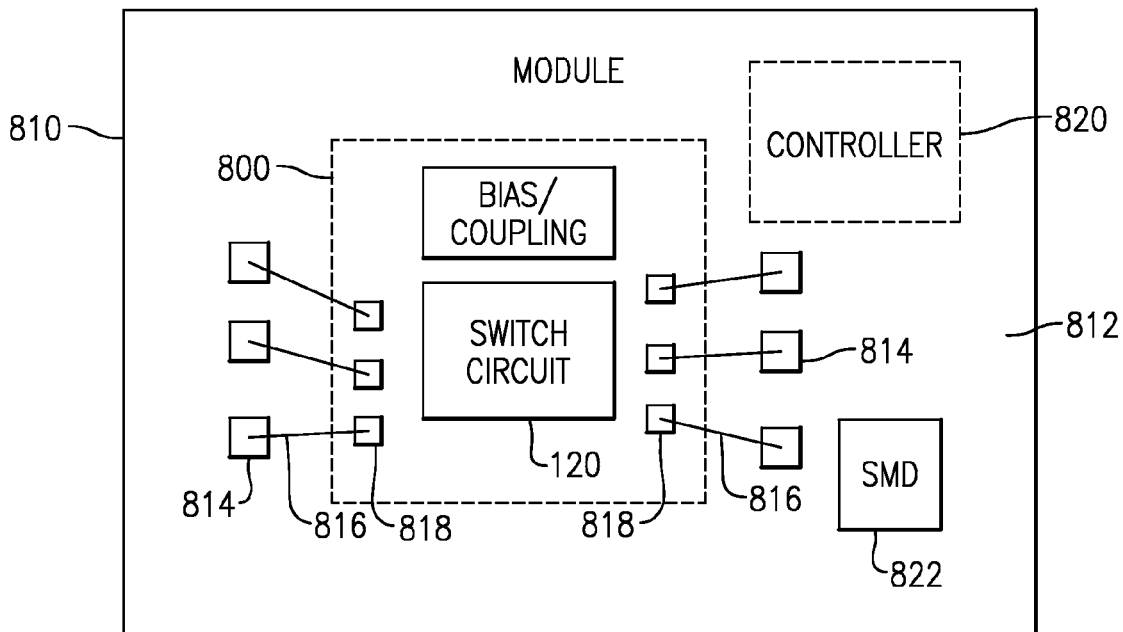 MODULE
810
800
820
CONTROLLER
BIAS/
COUPLING
SWITCH
CIRCUIT
812
814
120
814
816
818
818
816
SMD
822